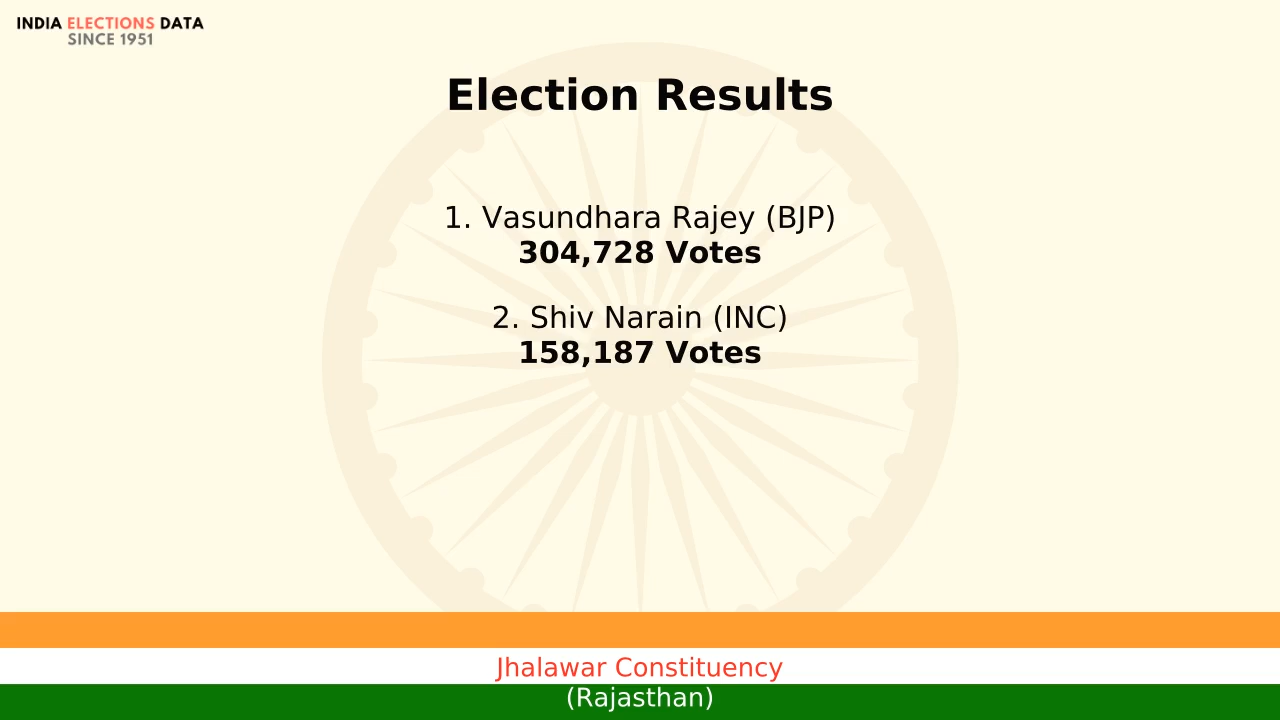 INDIA ELECTIONS DATA
SINCE 1951
Election Results
1. Vasundhara Rajey (BJP)
304,728 Votes
2. Shiv Narain (INC)
158,187 Votes
Jhalawar Constituency
(Rajasthan)